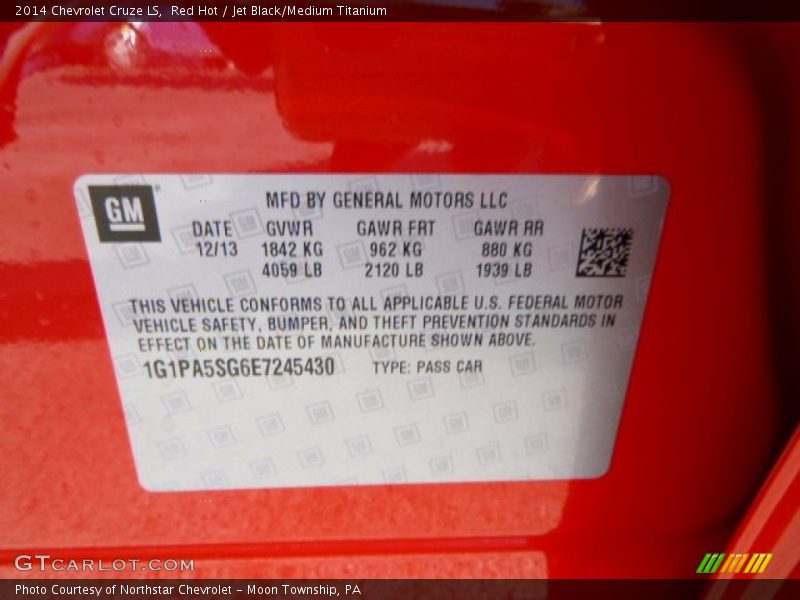 2014 Chevrolet Cruze LS, Red Hot / Jet Black/Medium Titanium
GM
MFD BY GENERAL MOTORS LLC
DATE GVWR GAWR FRT GAWR RR
12/13 1842 KG 962 KG 880 KG
4059 LB 2120 LB 1939 LB
THIS VEHICLE CONFORMS TO ALL APPLICABLE U.S. FEDERAL MOTOR
VEHICLE SAFETY, BUMPER, AND THEFT PREVENTION STANDARDS IN
EFFECT ON THE DATE OF MANUFACTURE SHOWN ABOVE.
1G1PA5SG6E7245430 TYPE: PASS CAR
GTCARLOT.COM
Photo Courtesy of Northstar Chevrolet - Moon Township, PA